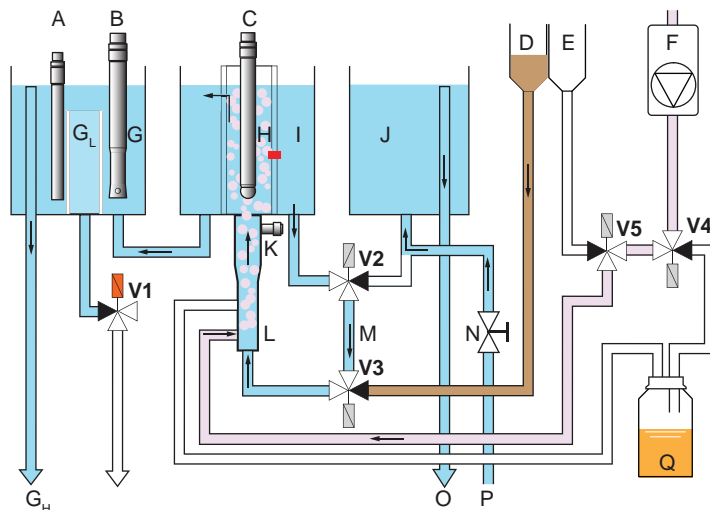 A B C D E F
G_L G H I J
K V5 V4
V2
V1 L M N
V3
Q
G_H O P